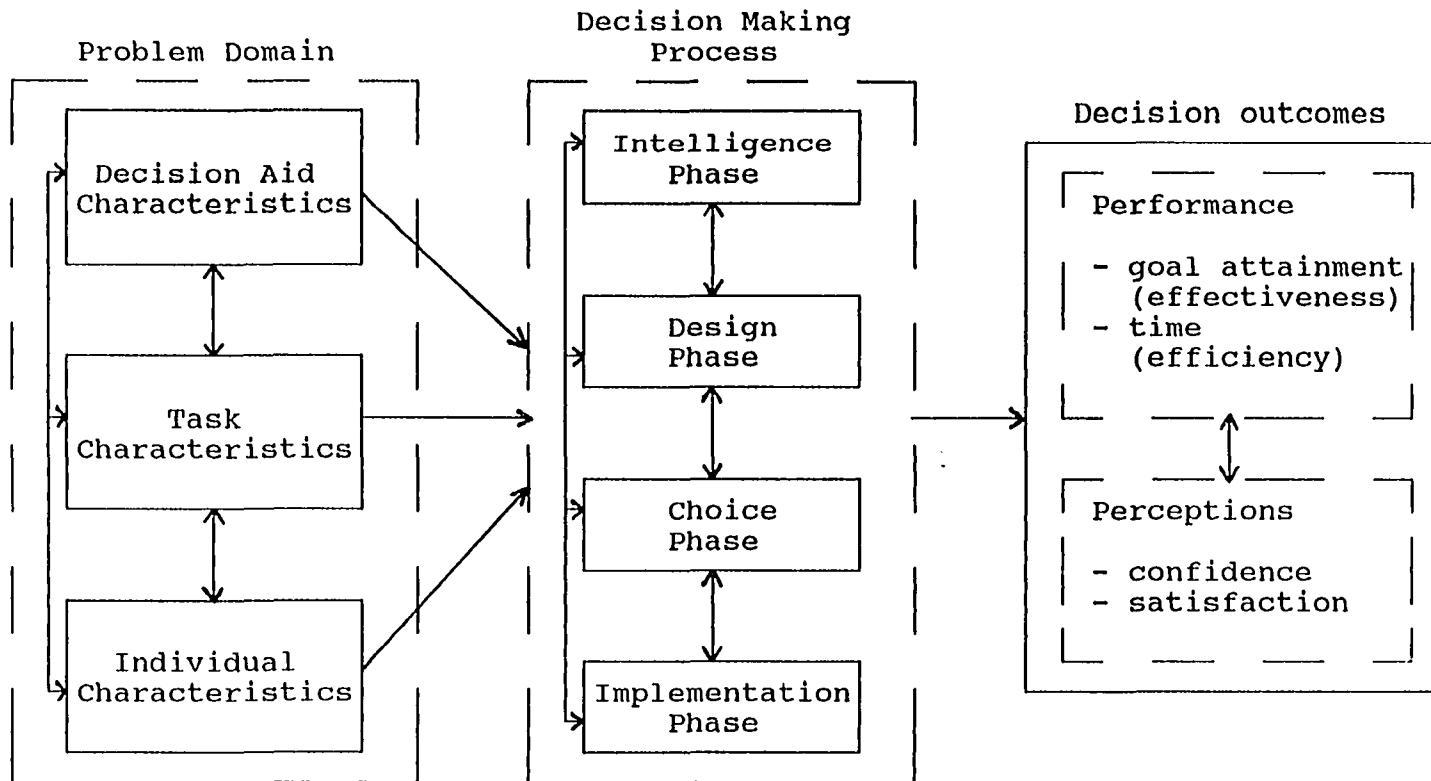 Problem Domain
Decision Aid
Characteristics
Task
Characteristics
Individual
Characteristics
Decision Making
Process
Intelligence
Phase
Design
Phase
Choice
Phase
Implementation
Phase
Decision outcomes
Performance
- goal attainment
(effectiveness)
- time
(efficiency)
Perceptions
- confidence
- satisfaction